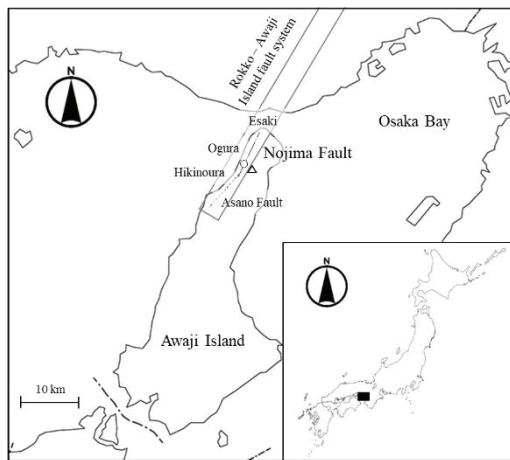 N
Rokko – Awaji
Island fault system
Esaki
Osaka Bay
Ogura
Nojima Fault
Hikinoura
Asano Fault
N
Awaji Island
10 km